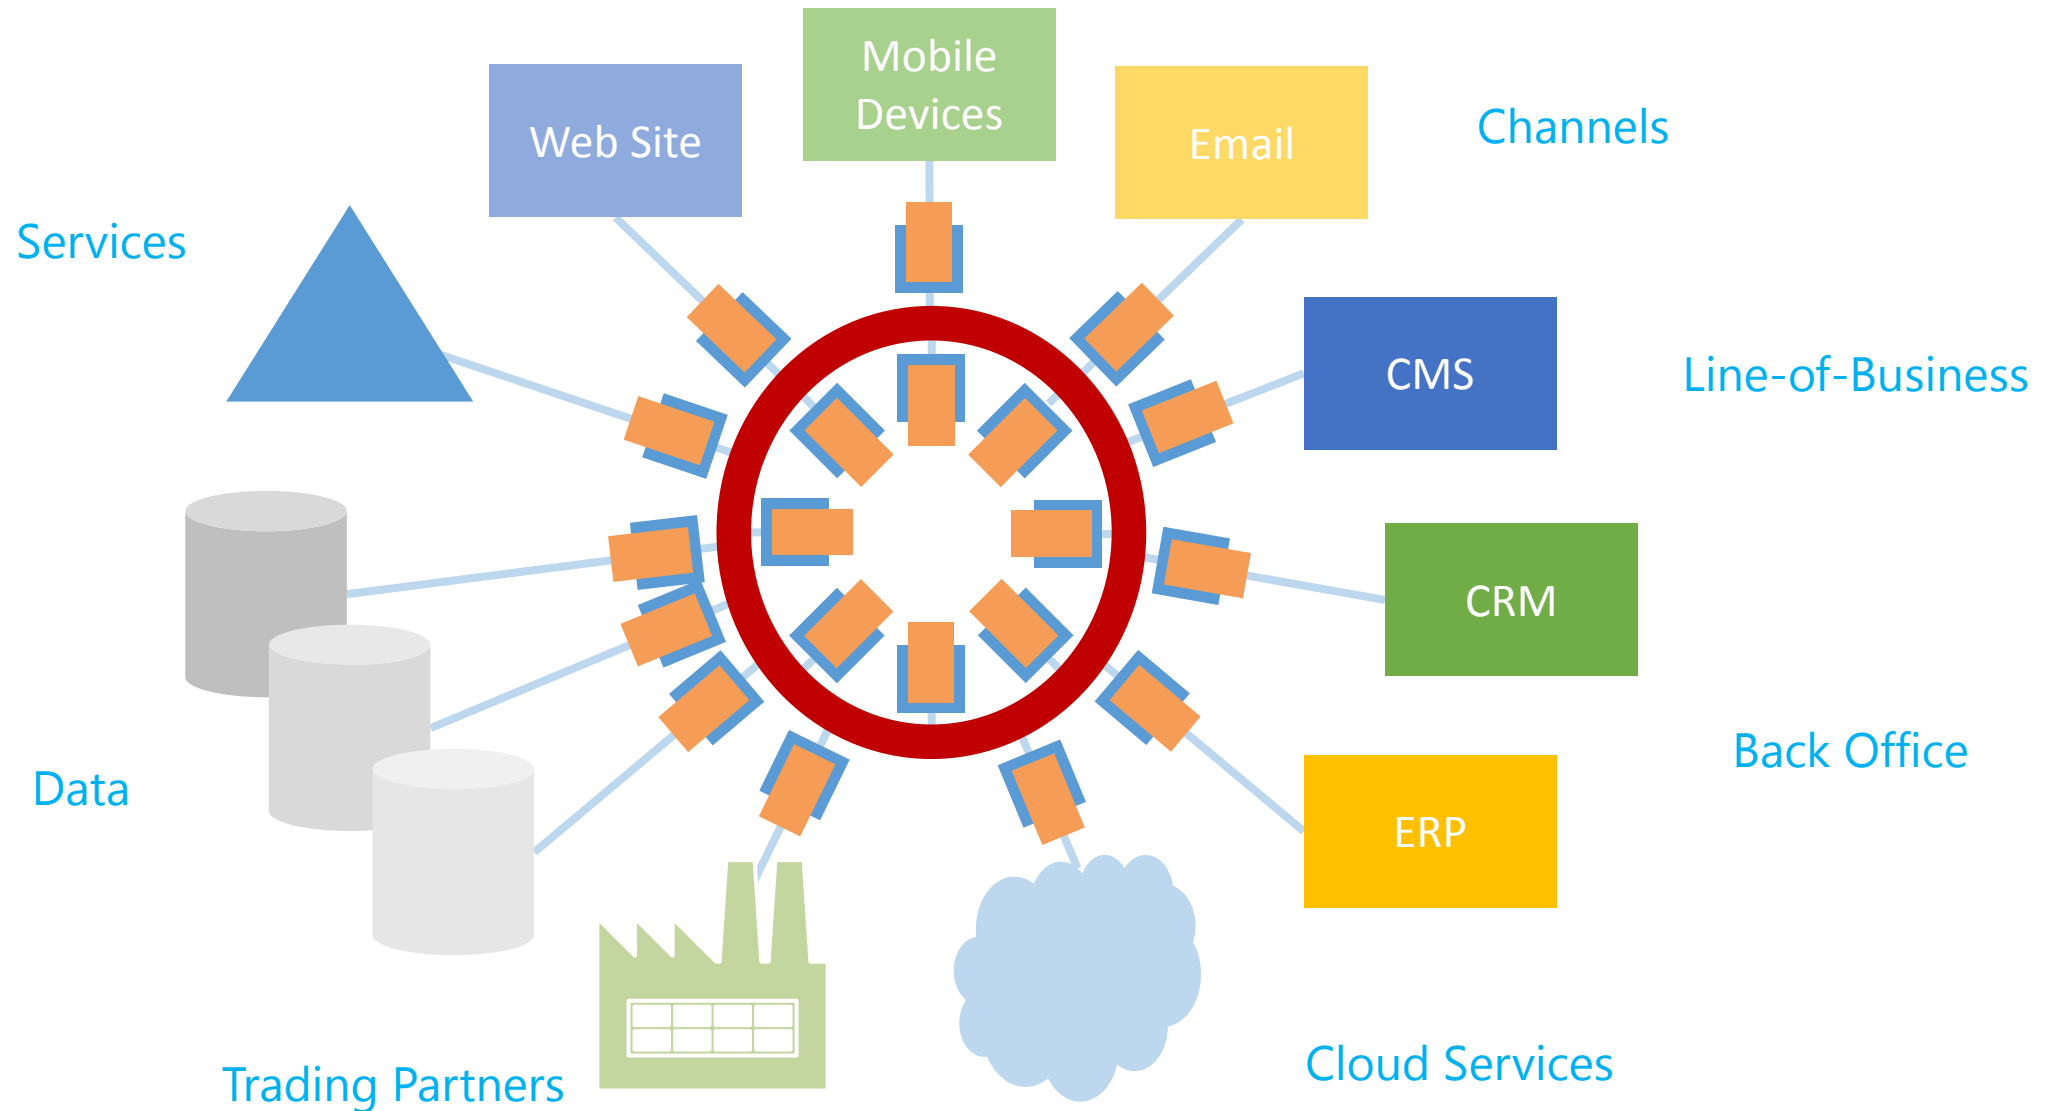 Mobile
Devices
Web Site
Email
Channels
Services
CMS
Line-of-Business
CRM
Back Office
Data
ERP
Cloud Services
Trading Partners